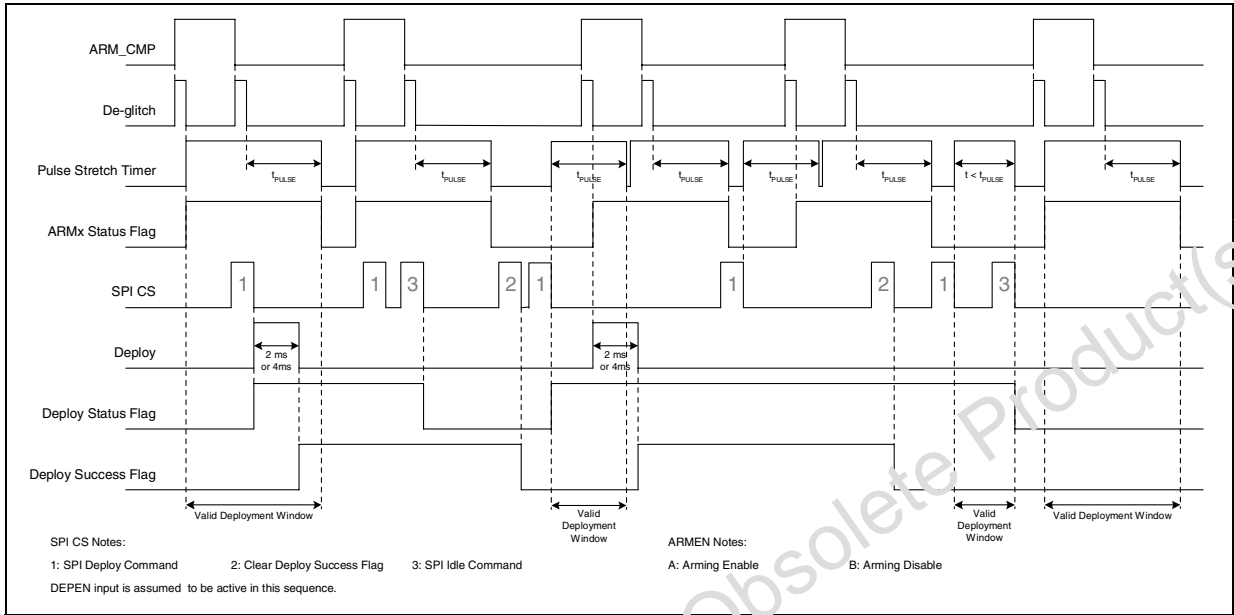 ARM_CMP
De-glitch
Pulse Stretch Timer
tPULSE tPULSE tPULSE tPULSE tPULSE tPULSE t < tPULSE tPULSE
ARMx Status Flag
SPI CS
1 1 3 2 1 1 2 1 3
Deploy
2 ms
or 4ms
2 ms
or 4ms
Deploy Status Flag
Deploy Success Flag
Valid Deployment Window
Valid
Deployment
Window
Valid
Deployment
Window
Valid Deployment Window
SPI CS Notes:
1: SPI Deploy Command 2: Clear Deploy Success Flag 3: SPI Idle Command
DEPEN input is assumed to be active in this sequence.
ARMEN Notes:
A: Arming Enable B: Arming Disable
Obsolete Product(s